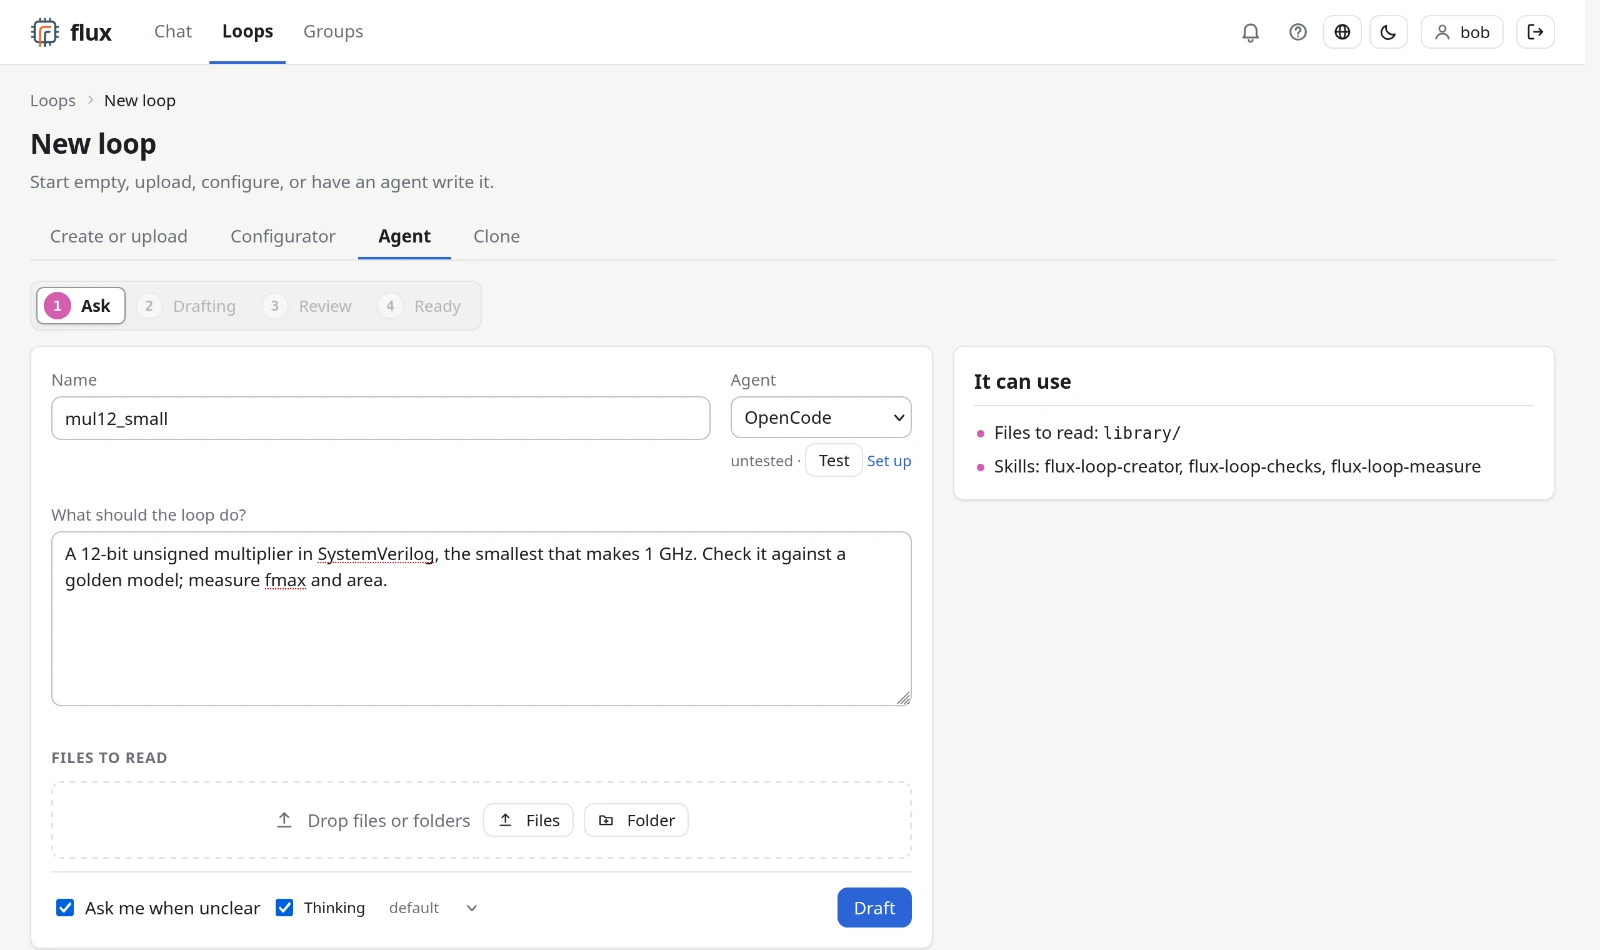 flux
Chat
Loops
Groups
bob
Loops > New loop
New loop
Start empty, upload, configure, or have an agent write it.
Create or upload
Configurator
Agent
Clone
1 Ask
2 Drafting
3 Review
4 Ready
Name
mul12_small
Agent
OpenCode
untested · Test Set up
What should the loop do?
A 12-bit unsigned multiplier in SystemVerilog, the smallest that makes 1 GHz. Check it against a
golden model; measure fmax and area.
FILES TO READ
Drop files or folders
Files
Folder
Ask me when unclear
Thinking
default
Draft
It can use
Files to read: library/
Skills: flux-loop-creator, flux-loop-checks, flux-loop-measure